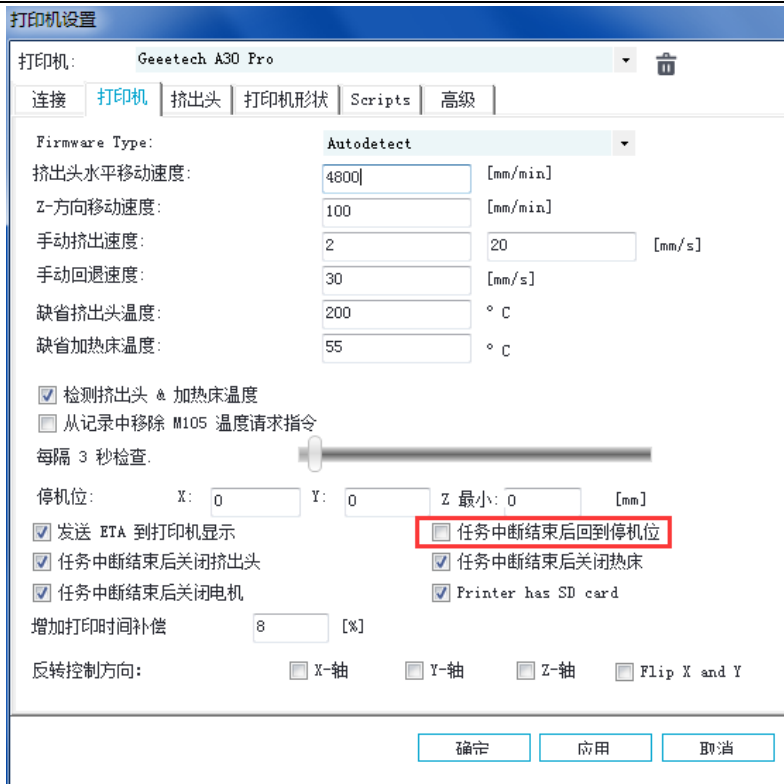 打印机设置
打印机: Geeetech A30 Pro
连接 打印机 挤出头 打印机形状 Scripts 高级
Firmware Type: Autodetect
挤出头水平移动速度: 4800 [mm/min]
Z-方向移动速度: 100 [mm/min]
手动挤出速度: 2 20 [mm/s]
手动回退速度: 30 [mm/s]
缺省挤出头温度: 200 ° C
缺省加热床温度: 55 ° C
检测挤出头 & 加热床温度
从记录中移除 M105 温度请求指令
每隔 3 秒检查.
停机位: X: 0 Y: 0 Z 最小: 0 [mm]
发送 ETA 到打印机显示 任务中断结束后回到停机位
任务中断结束后关闭挤出头 任务中断结束后关闭热床
任务中断结束后关闭电机 Printer has SD card
增加打印时间补偿 8 [%]
反转控制方向: X-轴 Y-轴 Z-轴 Flip X and Y
确定 应用 取消